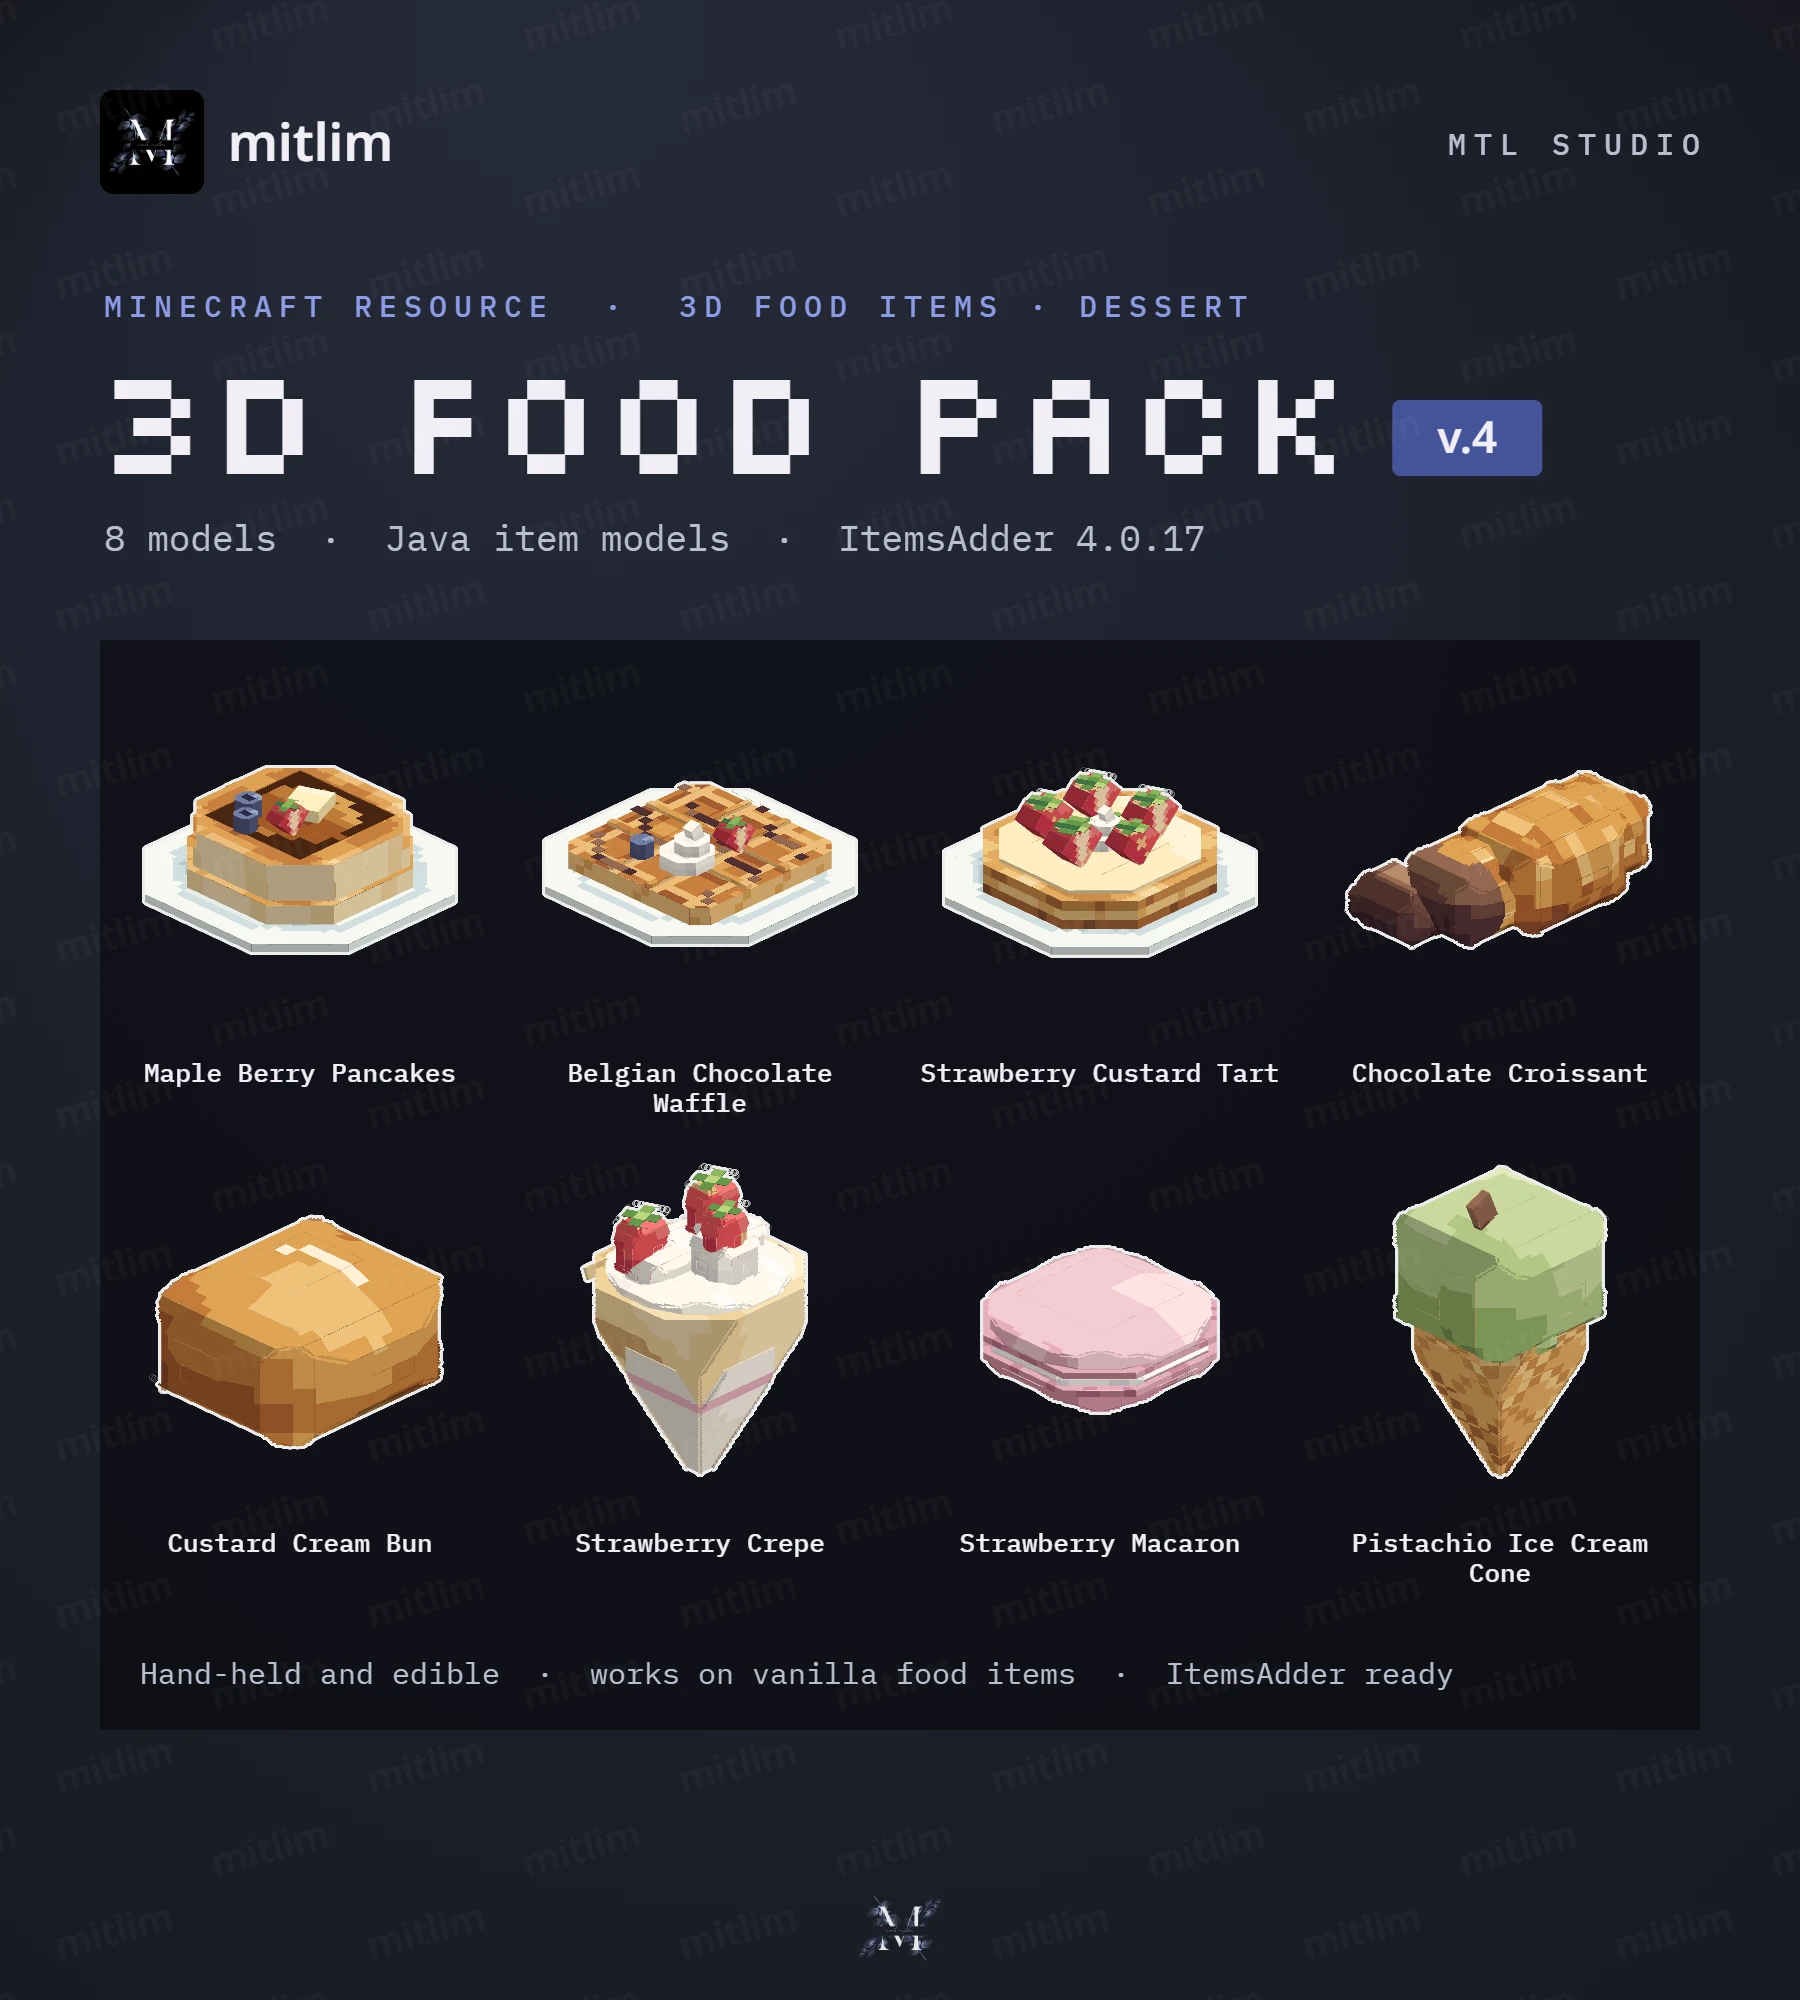 mitlim
MTL STUDIO
MINECRAFT RESOURCE · 3D FOOD ITEMS · DESSERT
3D FOOD PACK v.4
8 models · Java item models · ItemsAdder 4.0.17
Maple Berry Pancakes
Belgian Chocolate
Waffle
Strawberry Custard Tart
Chocolate Croissant
Custard Cream Bun
Strawberry Crepe
Strawberry Macaron
Pistachio Ice Cream
Cone
Hand-held and edible · works on vanilla food items · ItemsAdder ready